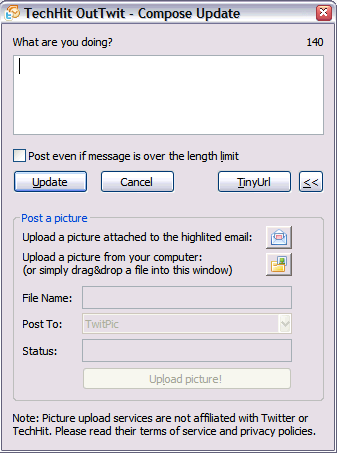 TechHit OutTwit - Compose Update
What are you doing? 140
Post even if message is over the length limit
Update Cancel TinyUrl <<
Post a picture
Upload a picture attached to the highlited email:
Upload a picture from your computer:
(or simply drag&drop a file into this window)
File Name:
Post To: TwitPic
Status:
Upload picture!
Note: Picture upload services are not affiliated with Twitter or
TechHit. Please read their terms of service and privacy policies.